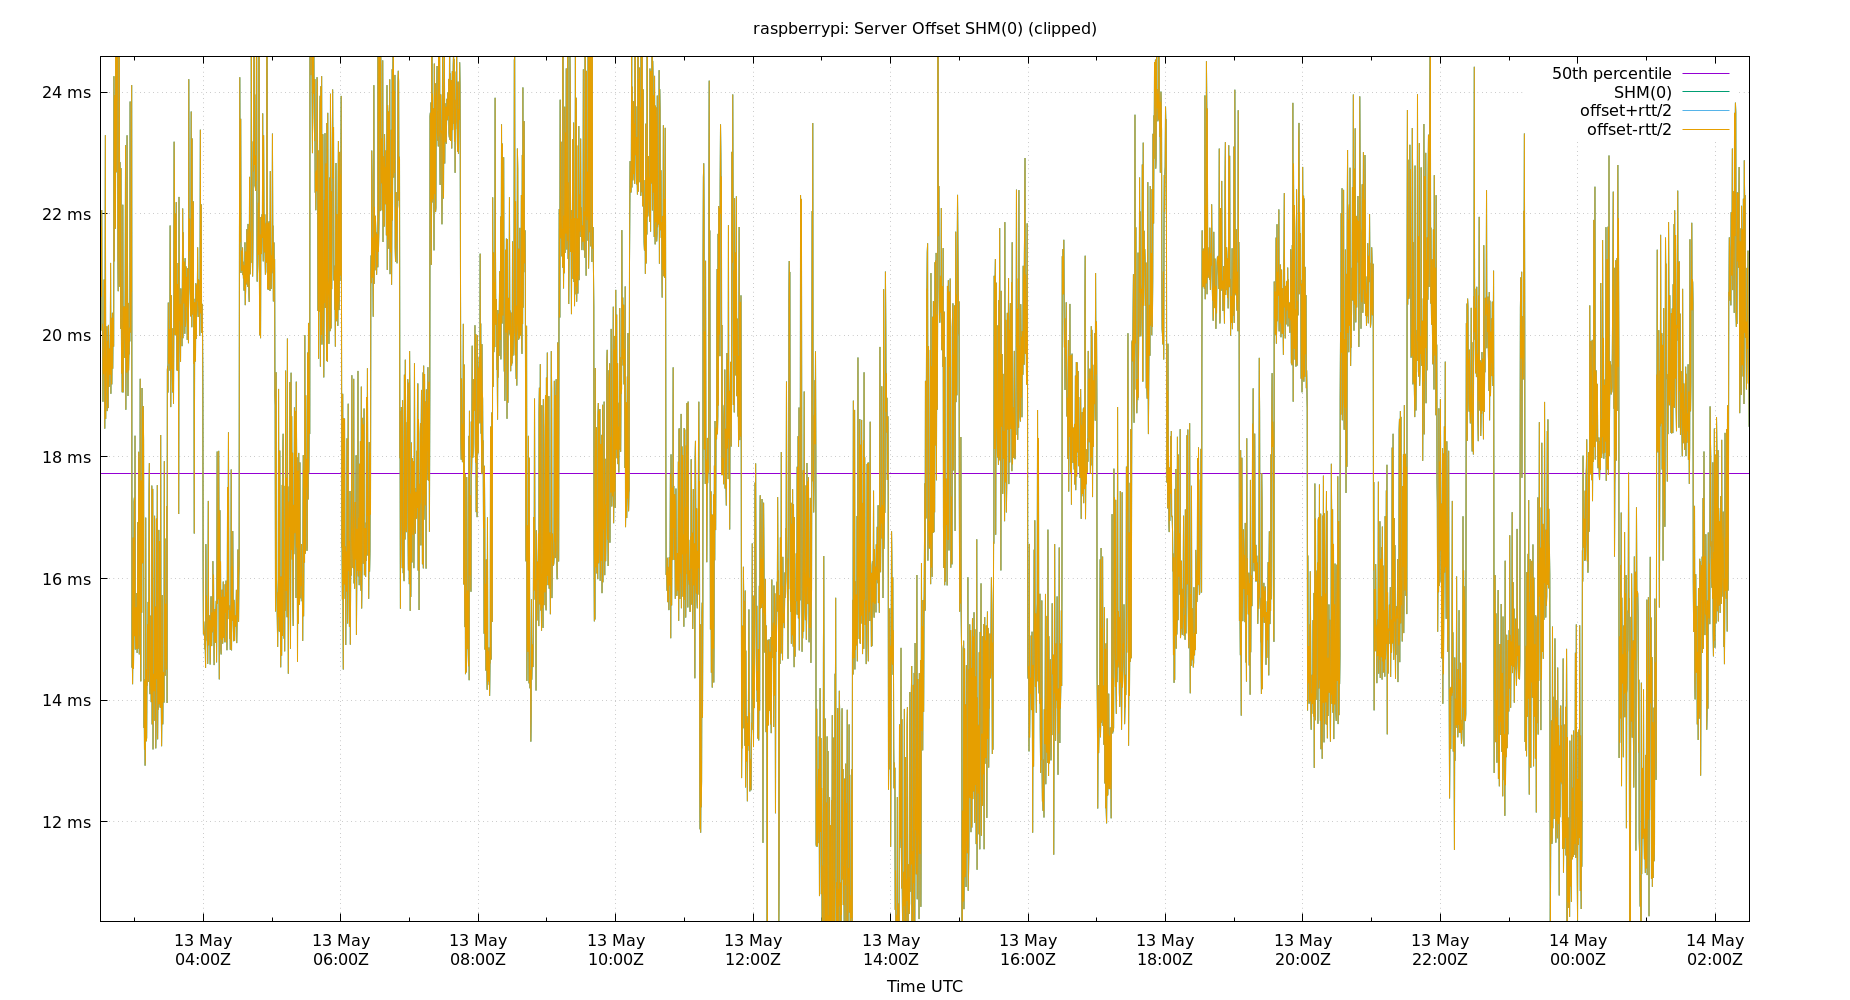 raspberrypi: Server Offset SHM(0) (clipped)
50th percentile
SHM(0)
offset+rtt/2
offset-rtt/2
24 ms
22 ms
20 ms
18 ms
16 ms
14 ms
12 ms
13 May 13 May 13 May 13 May 13 May 13 May 13 May 13 May 13 May 13 May 14 May 14 May
04:00Z 06:00Z 08:00Z 10:00Z 12:00Z 14:00Z 16:00Z 18:00Z 20:00Z 22:00Z 00:00Z 02:00Z
Time UTC